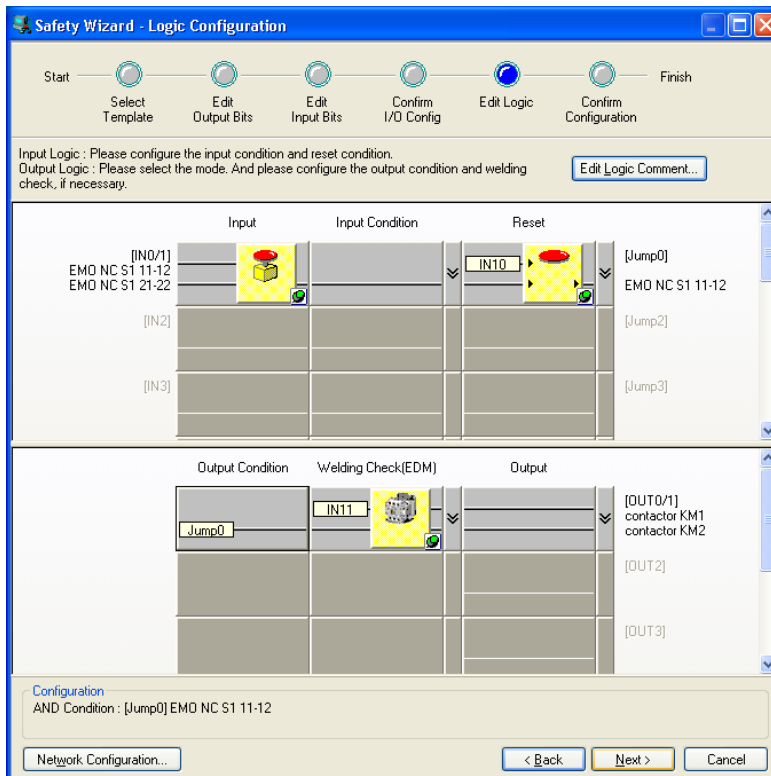 Safety Wizard - Logic Configuration
Start
Select Template
Edit Output Bits
Edit Input Bits
Confirm I/O Config
Edit Logic
Confirm Configuration
Finish
Input Logic : Please configure the input condition and reset condition.
Output Logic : Please select the mode. And please configure the output condition and welding
check, if necessary.
Edit Logic Comment...
Input
Input Condition
Reset
[IN0/1]
EMO NC S1 11-12
EMO NC S1 21-22
IN10
[Jump0]
EMO NC S1 11-12
[IN2]
[Jump2]
[IN3]
[Jump3]
Output Condition
Welding Check(EDM)
Output
Jump0
IN11
[OUT0/1]
contactor KM1
contactor KM2
[OUT2]
[OUT3]
Configuration
AND Condition : [Jump0] EMO NC S1 11-12
Network Configuration...
< Back
Next >
Cancel